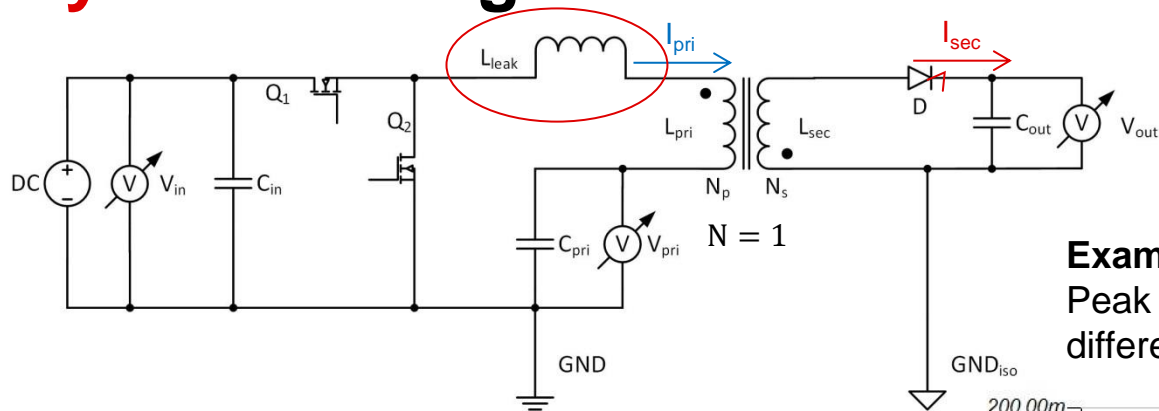 I_pri
I_sec
L_leak
Q_1
Q_2
D
L_pri
L_sec
C_out
V
V_out
DC
V
V_in
C_in
N_p
N_s
C_pri
V
V_pri
N = 1
Exam
Peak
differe
GND
GND_iso
200.00m